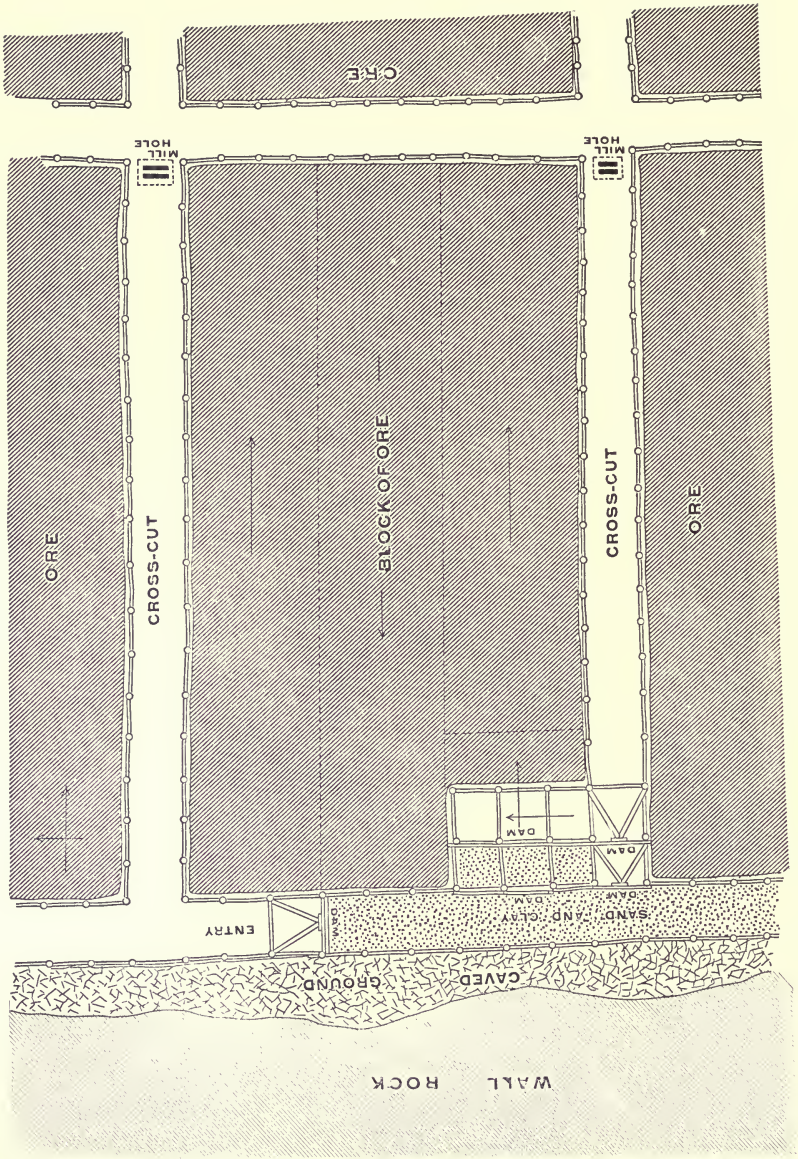 ORE
MILL
HOLE
MILL
HOLE
ORE
CROSS-CUT
BLOCK OF ORE
CROSS-CUT
ORE
DAM
DAM
DAM
DAM
DAM
SAND AND CLAY
ENTRY
CAVED GROUND
WALL ROCK